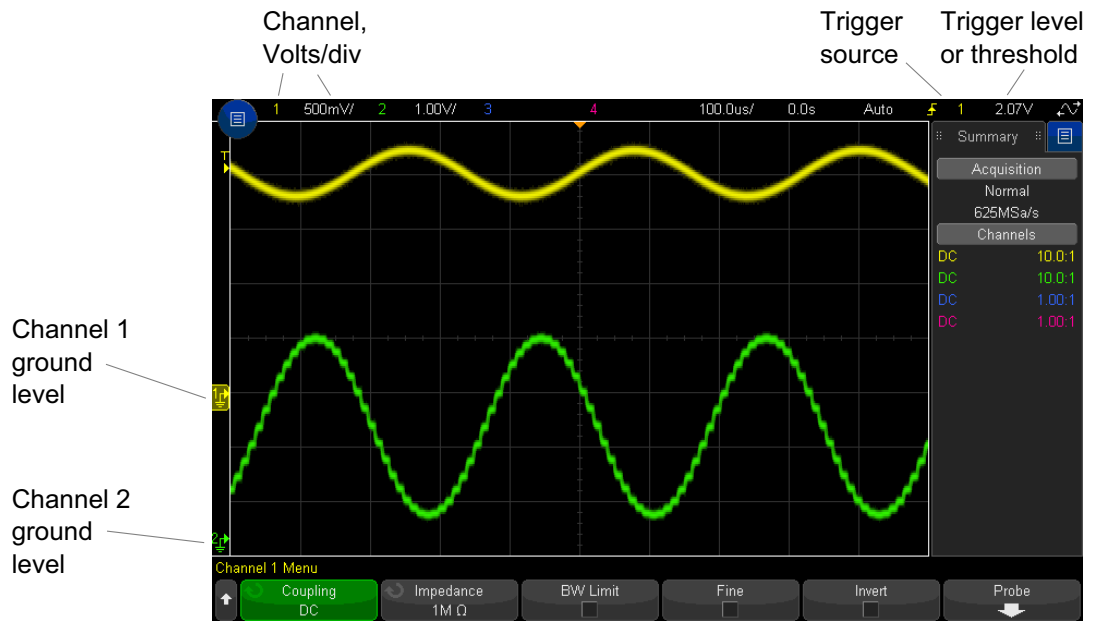 Channel,
Volts/div
Trigger
source
Trigger level
or threshold
1 500mV/ 2 1.00V/ 3 4 100.0us/ 0.0s Auto 1 2.07V
T
Summary
Acquisition
Normal
625MSa/s
Channels
DC 10.0:1
DC 10.0:1
DC 1.00:1
DC 1.00:1
Channel 1
ground
level
1
Channel 2
ground
level
2
Channel 1 Menu
Coupling
DC
Impedance
1M Ω
BW Limit
Fine
Invert
Probe